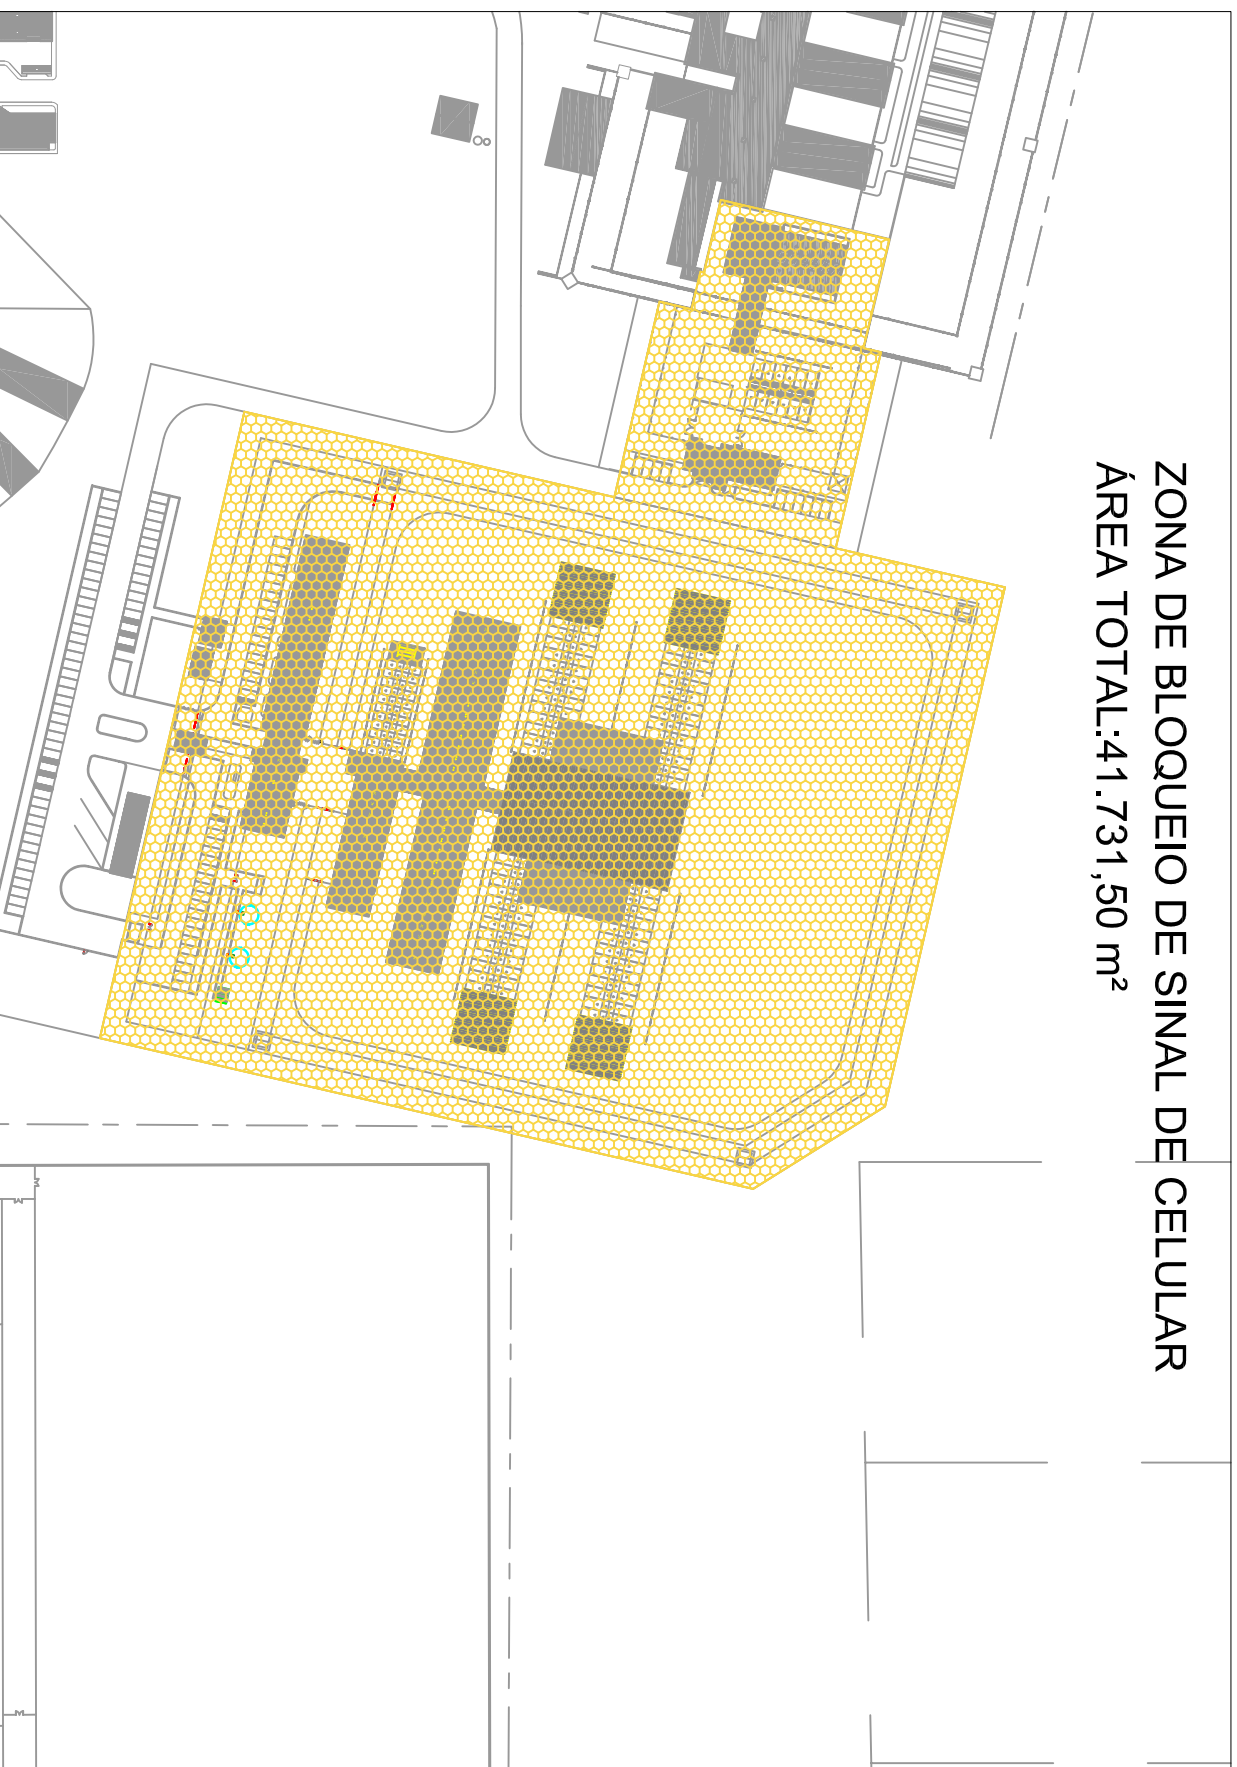 ZONA DE BLOQUEIO DE SINAL DE CELULAR
ÁREA TOTAL:41.731,50 m²